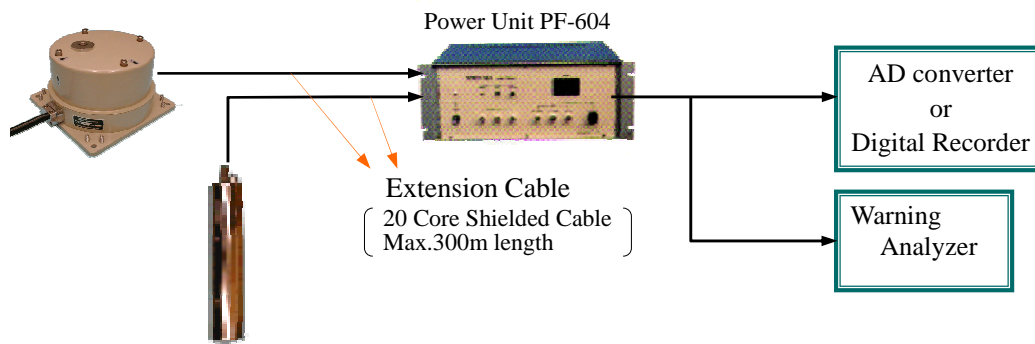 Power Unit PF-604
AD converter
or
Digital Recorder
Extension Cable
20 Core Shielded Cable
Max.300m length
Warning
Analyzer